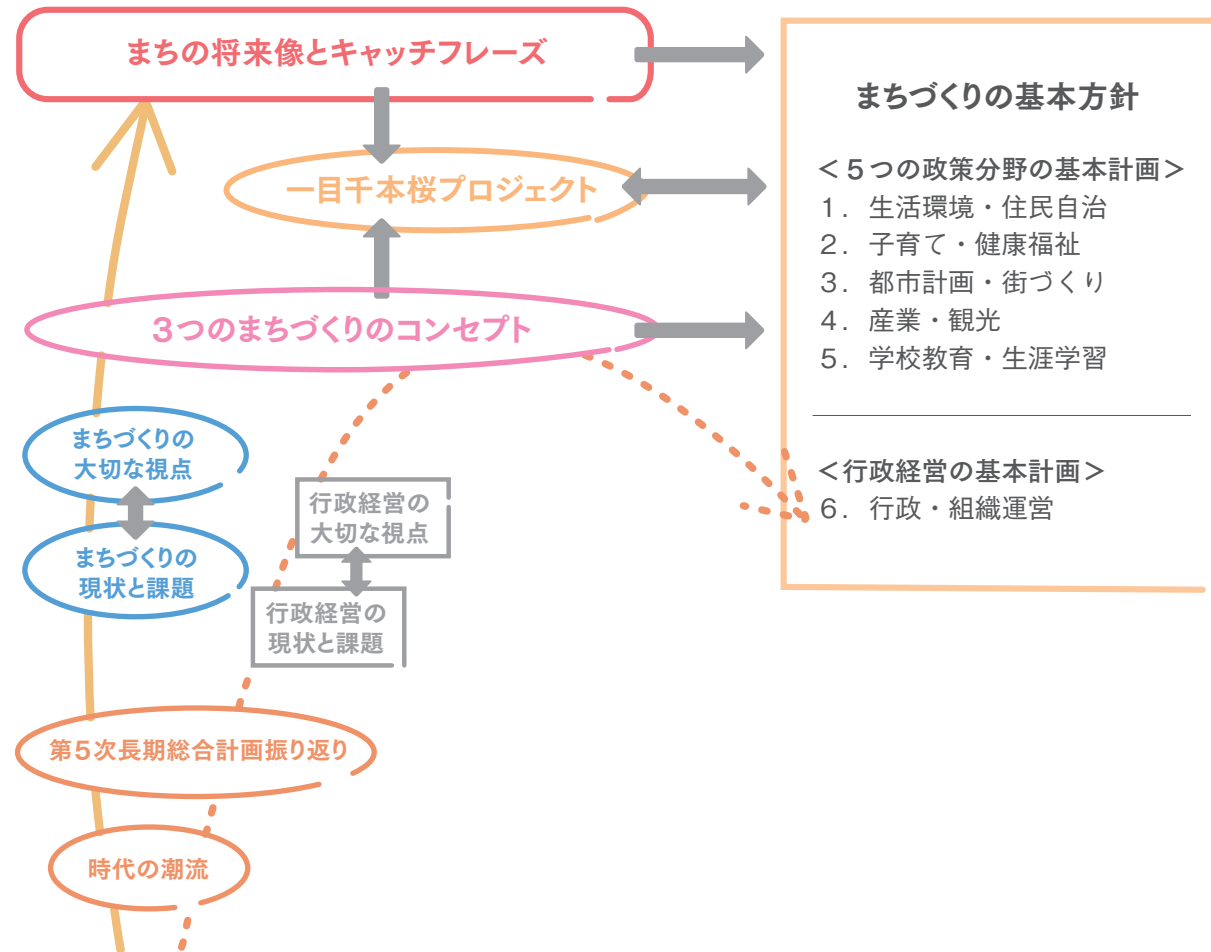 まちの将来像とキャッチフレーズ
一目千本桜プロジェクト
3つのまちづくりのコンセプト
まちづくりの
大切な視点
まちづくりの
現状と課題
行政経営の
大切な視点
行政経営の
現状と課題
第5次長期総合計画振り返り
時代の潮流
まちづくりの基本方針
＜５つの政策分野の基本計画＞
１．生活環境・住民自治
２．子育て・健康福祉
３．都市計画・街づくり
４．産業・観光
５．学校教育・生涯学習
＜行政経営の基本計画＞
６．行政・組織運営